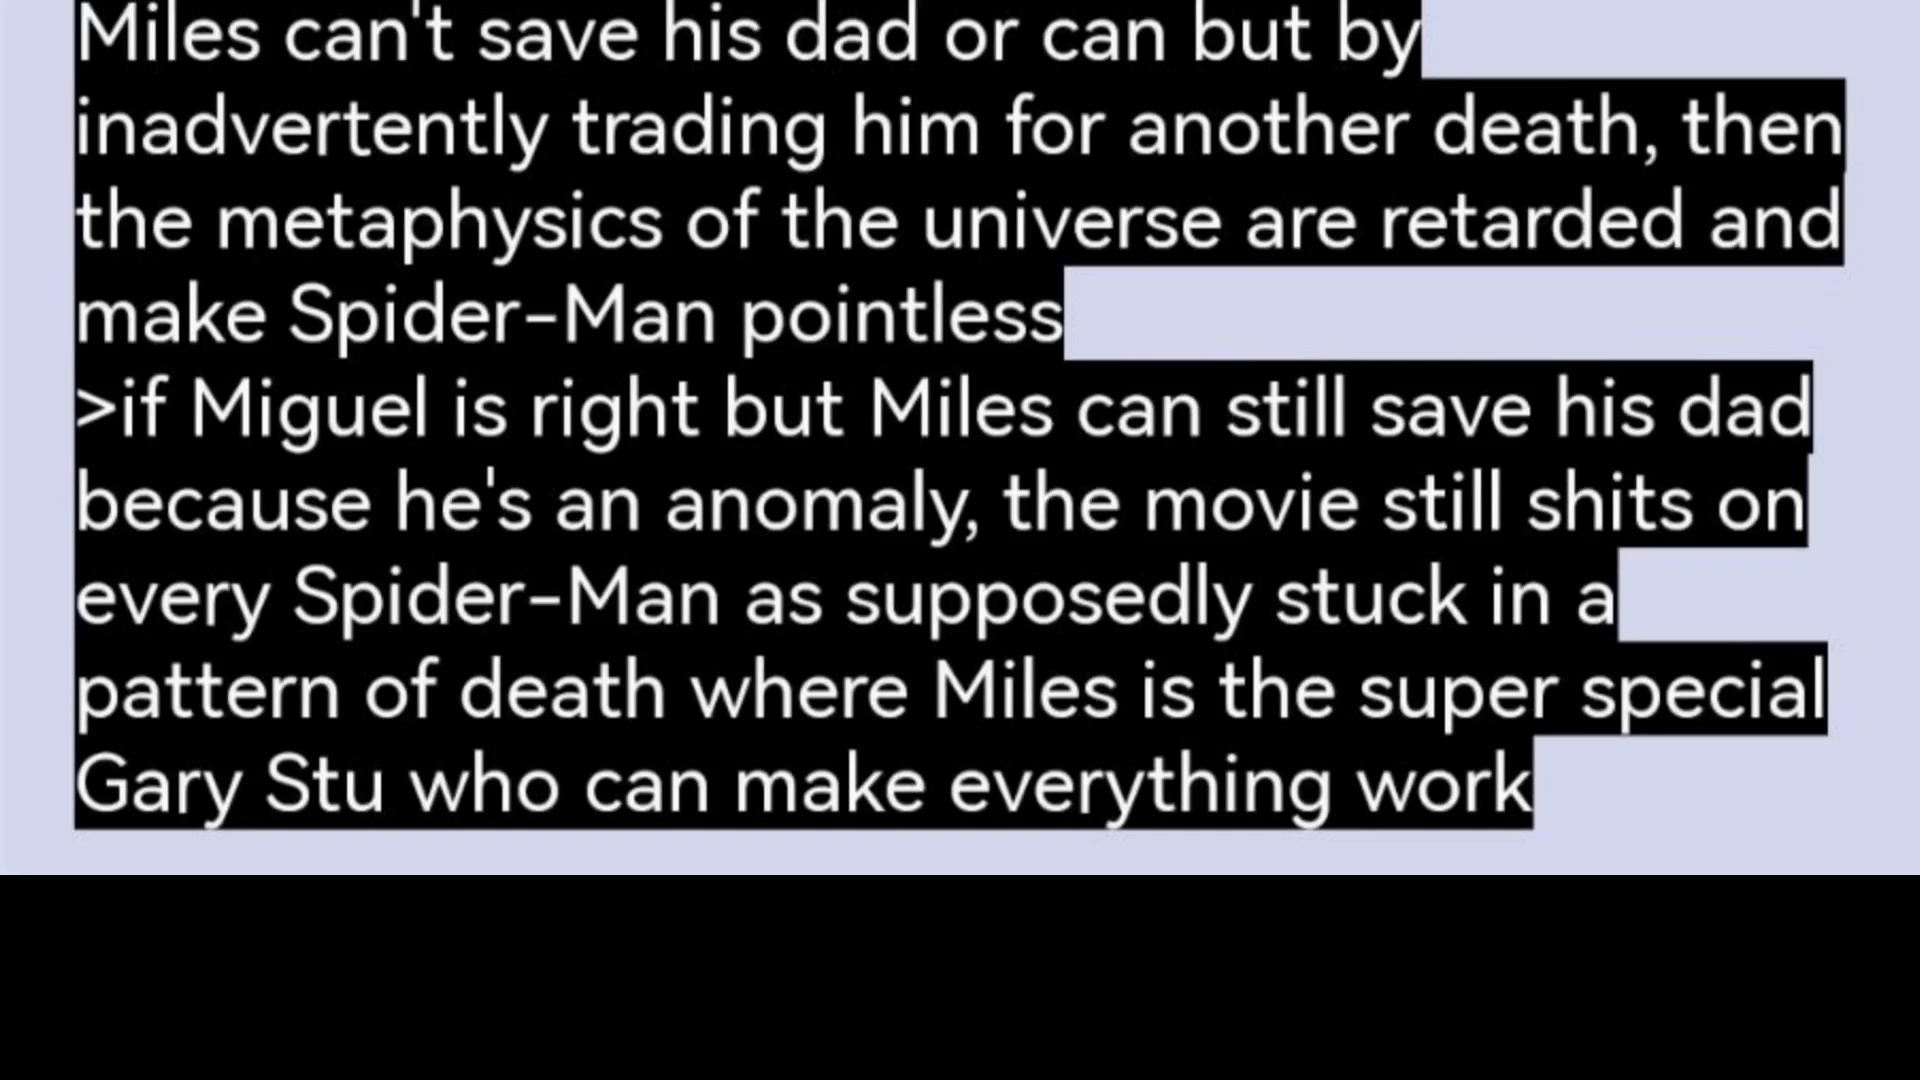 Miles can't save his dad or can but by
inadvertently trading him for another death, then
the metaphysics of the universe are retarded and
make Spider-Man pointless
>if Miguel is right but Miles can still save his dad
because he's an anomaly, the movie still shits on
every Spider-Man as supposedly stuck in a
pattern of death where Miles is the super special
Gary Stu who can make everything work